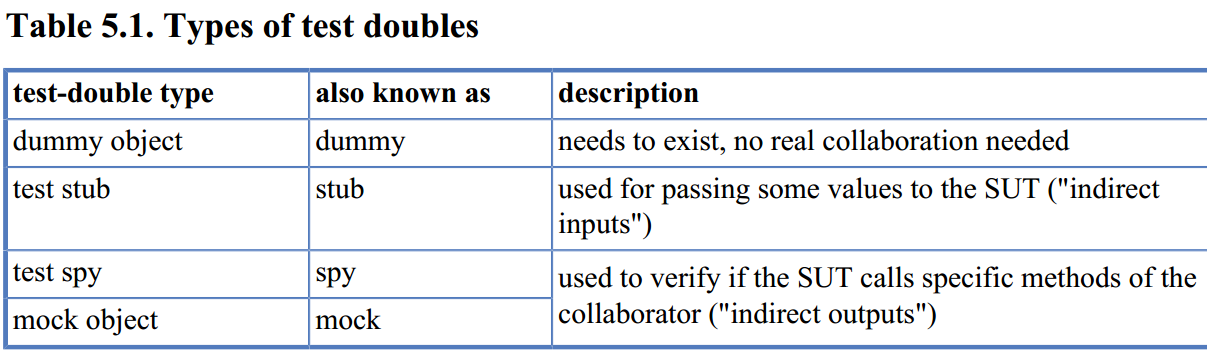 Table 5.1. Types of test doubles
test-double type also known as description
dummy object dummy needs to exist, no real collaboration needed
test stub stub used for passing some values to the SUT ("indirect
inputs")
test spy spy used to verify if the SUT calls specific methods of the
mock object mock collaborator ("indirect outputs")